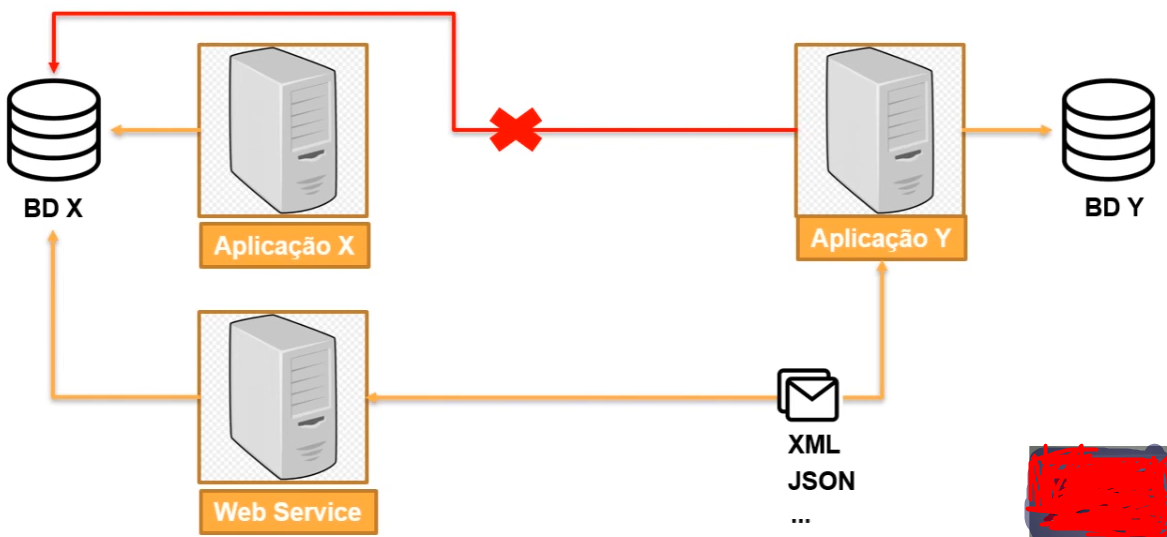 BD X
Aplicação X
Aplicação Y
BD Y
Web Service
XML
JSON
...